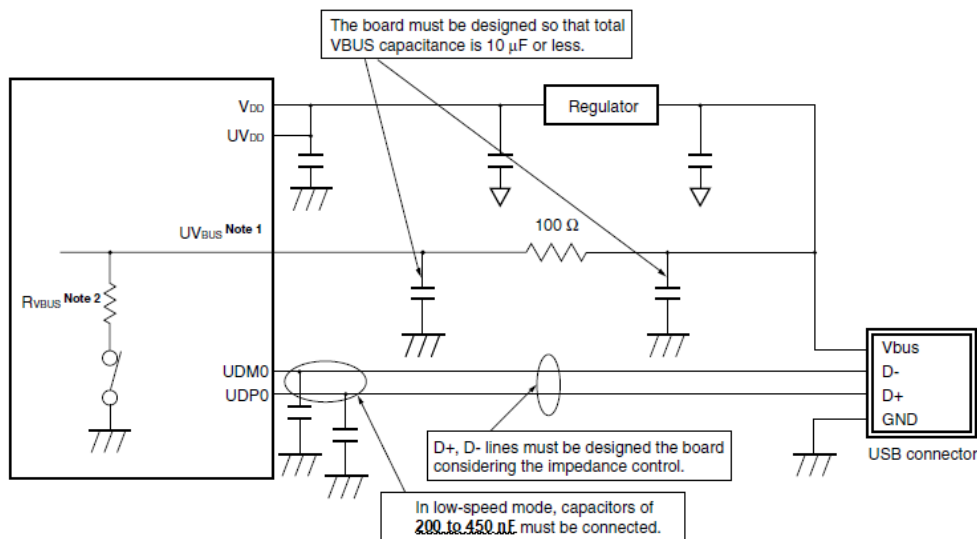 The board must be designed so that total
VBUS capacitance is 10 μF or less.
VDD
Regulator
UVDD
100 Ω
UVBUS Note 1
RVBUS Note 2
Vbus
UDM0
D-
UDP0
D+
GND
D+, D- lines must be designed the board
considering the impedance control.
USB connector
In low-speed mode, capacitors of
200 to 450 nF must be connected.